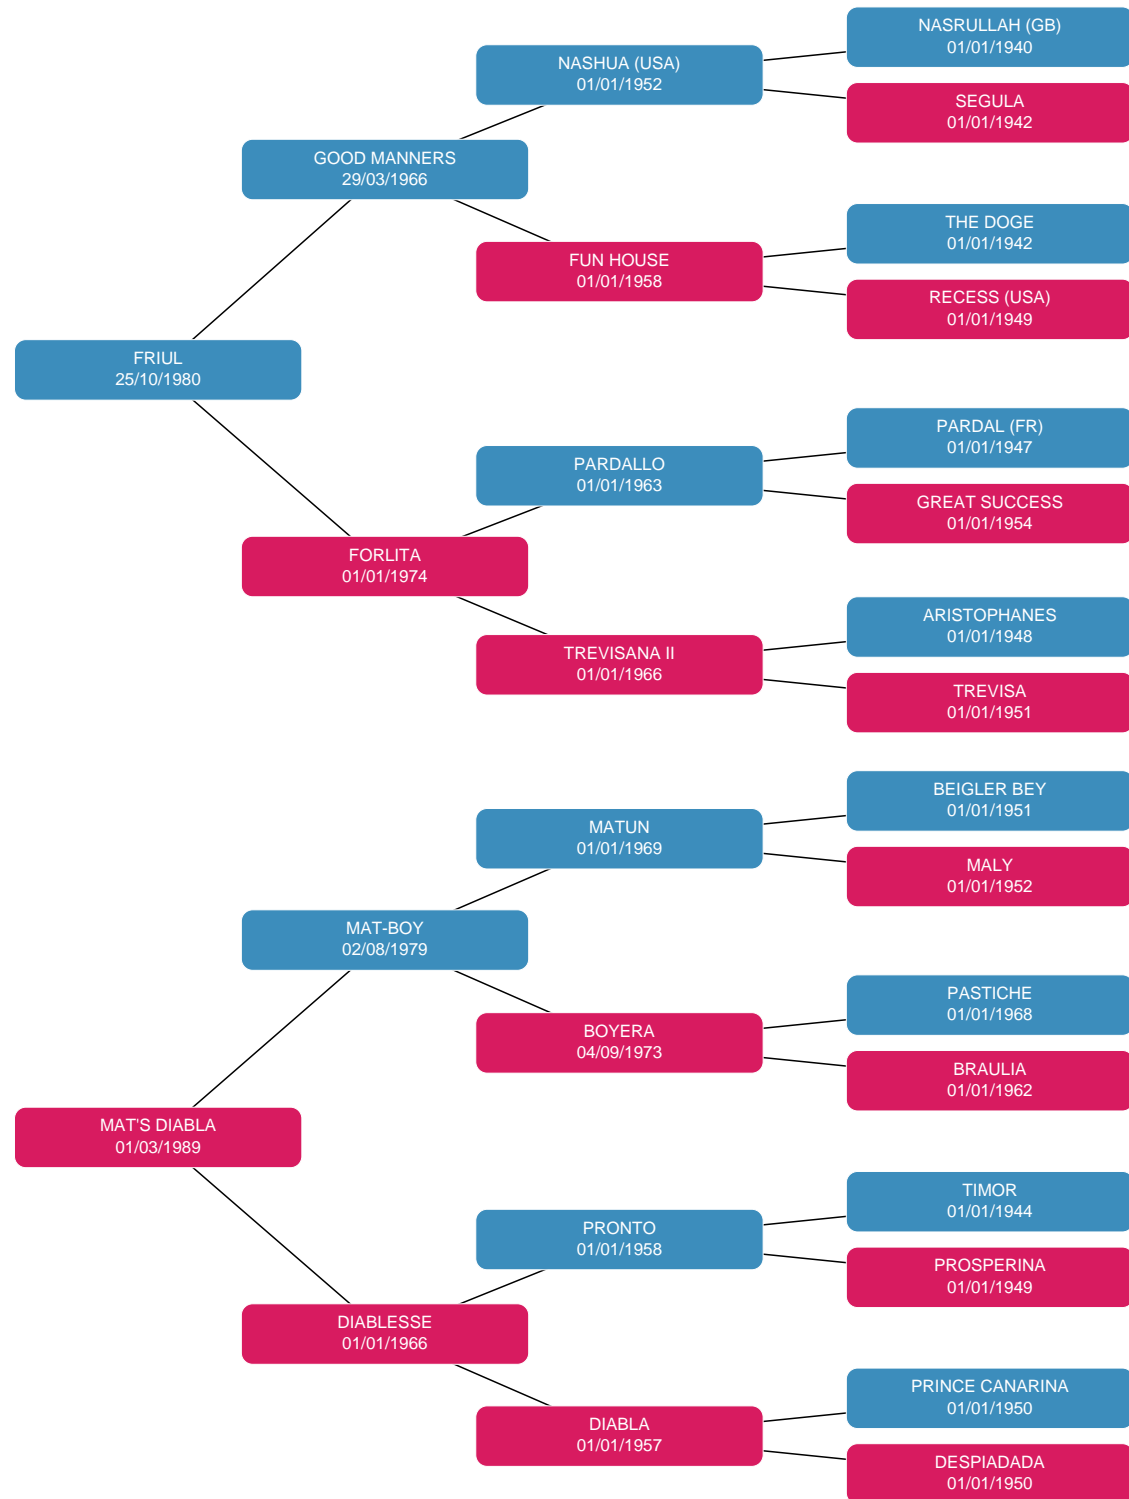 NASRULLAH (GB)
01/01/1940
NASHUA (USA)
01/01/1952
SEGULA
01/01/1942
GOOD MANNERS
29/03/1966
THE DOGE
01/01/1942
FUN HOUSE
01/01/1958
RECESS (USA)
01/01/1949
FRIUL
25/10/1980
PARDAL (FR)
01/01/1947
PARDALLO
01/01/1963
GREAT SUCCESS
01/01/1954
FORLITA
01/01/1974
ARISTOPHANES
01/01/1948
TREVISANA II
01/01/1966
TREVISA
01/01/1951
BEIGLER BEY
01/01/1951
MATUN
01/01/1969
MALY
01/01/1952
MAT-BOY
02/08/1979
PASTICHE
01/01/1968
BOYERA
04/09/1973
BRAULIA
01/01/1962
MAT'S DIABLA
01/03/1989
TIMOR
01/01/1944
PRONTO
01/01/1958
PROSPERINA
01/01/1949
DIABLESSE
01/01/1966
PRINCE CANARINA
01/01/1950
DIABLA
01/01/1957
DESPIADADA
01/01/1950